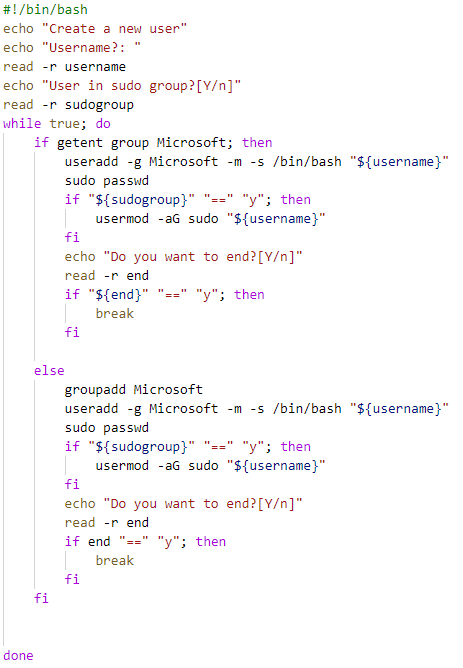 #!/bin/bash
echo "Create a new user"
echo "Username?: "
read -r username
echo "User in sudo group?[Y/n]"
read -r sudogroup
while true; do
    if getent group Microsoft; then
        useradd -g Microsoft -m -s /bin/bash "${username}"
        sudo passwd
        if "${sudogroup}" "==" "y"; then
            usermod -aG sudo "${username}"
        fi
        echo "Do you want to end?[Y/n]"
        read -r end
        if "${end}" "==" "y"; then
            break
        fi

    else
        groupadd Microsoft
        useradd -g Microsoft -m -s /bin/bash "${username}"
        sudo passwd
        if "${sudogroup}" "==" "y"; then
            usermod -aG sudo "${username}"
        fi
        echo "Do you want to end?[Y/n]"
        read -r end
        if end "==" "y"; then
            break
        fi
    fi


done